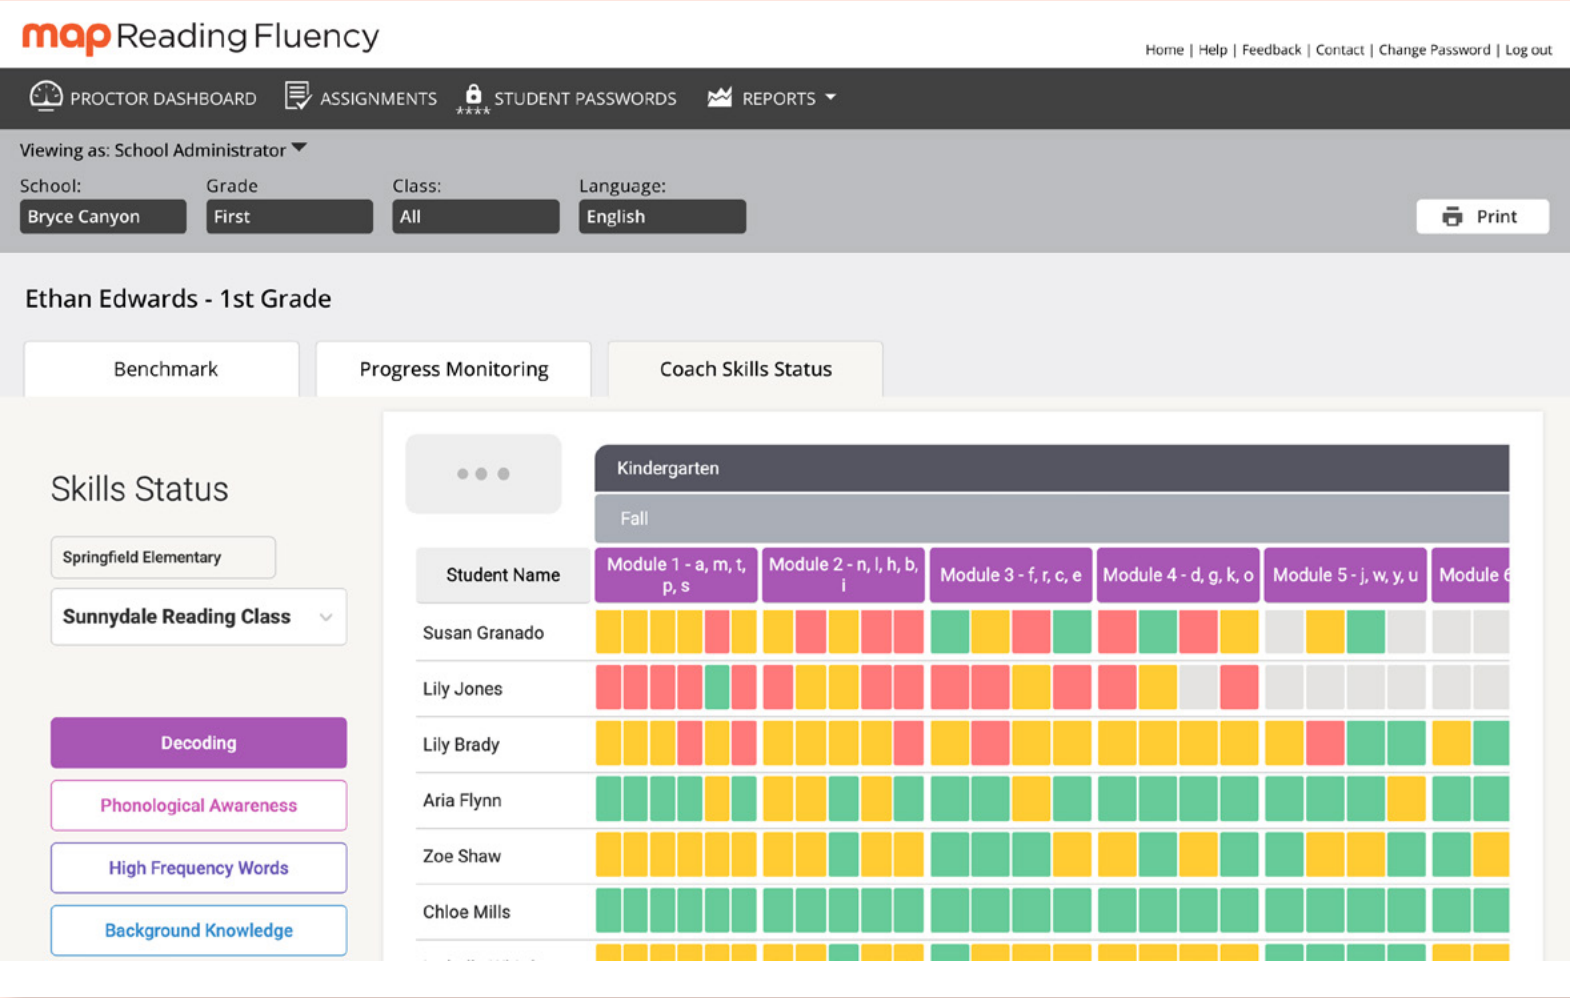 map Reading Fluency
Home | Help | Feedback | Contact | Change Password | Log out
PROCTOR DASHBOARD
ASSIGNMENTS
****
STUDENT PASSWORDS
REPORTS
Viewing as: School Administrator
School:
Grade
Class:
Language:
Bryce Canyon
First
All
English
Print
Ethan Edwards - 1st Grade
Benchmark
Progress Monitoring
Coach Skills Status
Skills Status
Springfield Elementary
Sunnydale Reading Class
Decoding
Phonological Awareness
High Frequency Words
Background Knowledge
Kindergarten
Fall
Student Name
Module 1 - a, m, t,
p, s
Module 2 - n, l, h, b,
i
Module 3 - f, r, c, e
Module 4 - d, g, k, o
Module 5 - j, w, y, u
Module 6
Susan Granado
Lily Jones
Lily Brady
Aria Flynn
Zoe Shaw
Chloe Mills